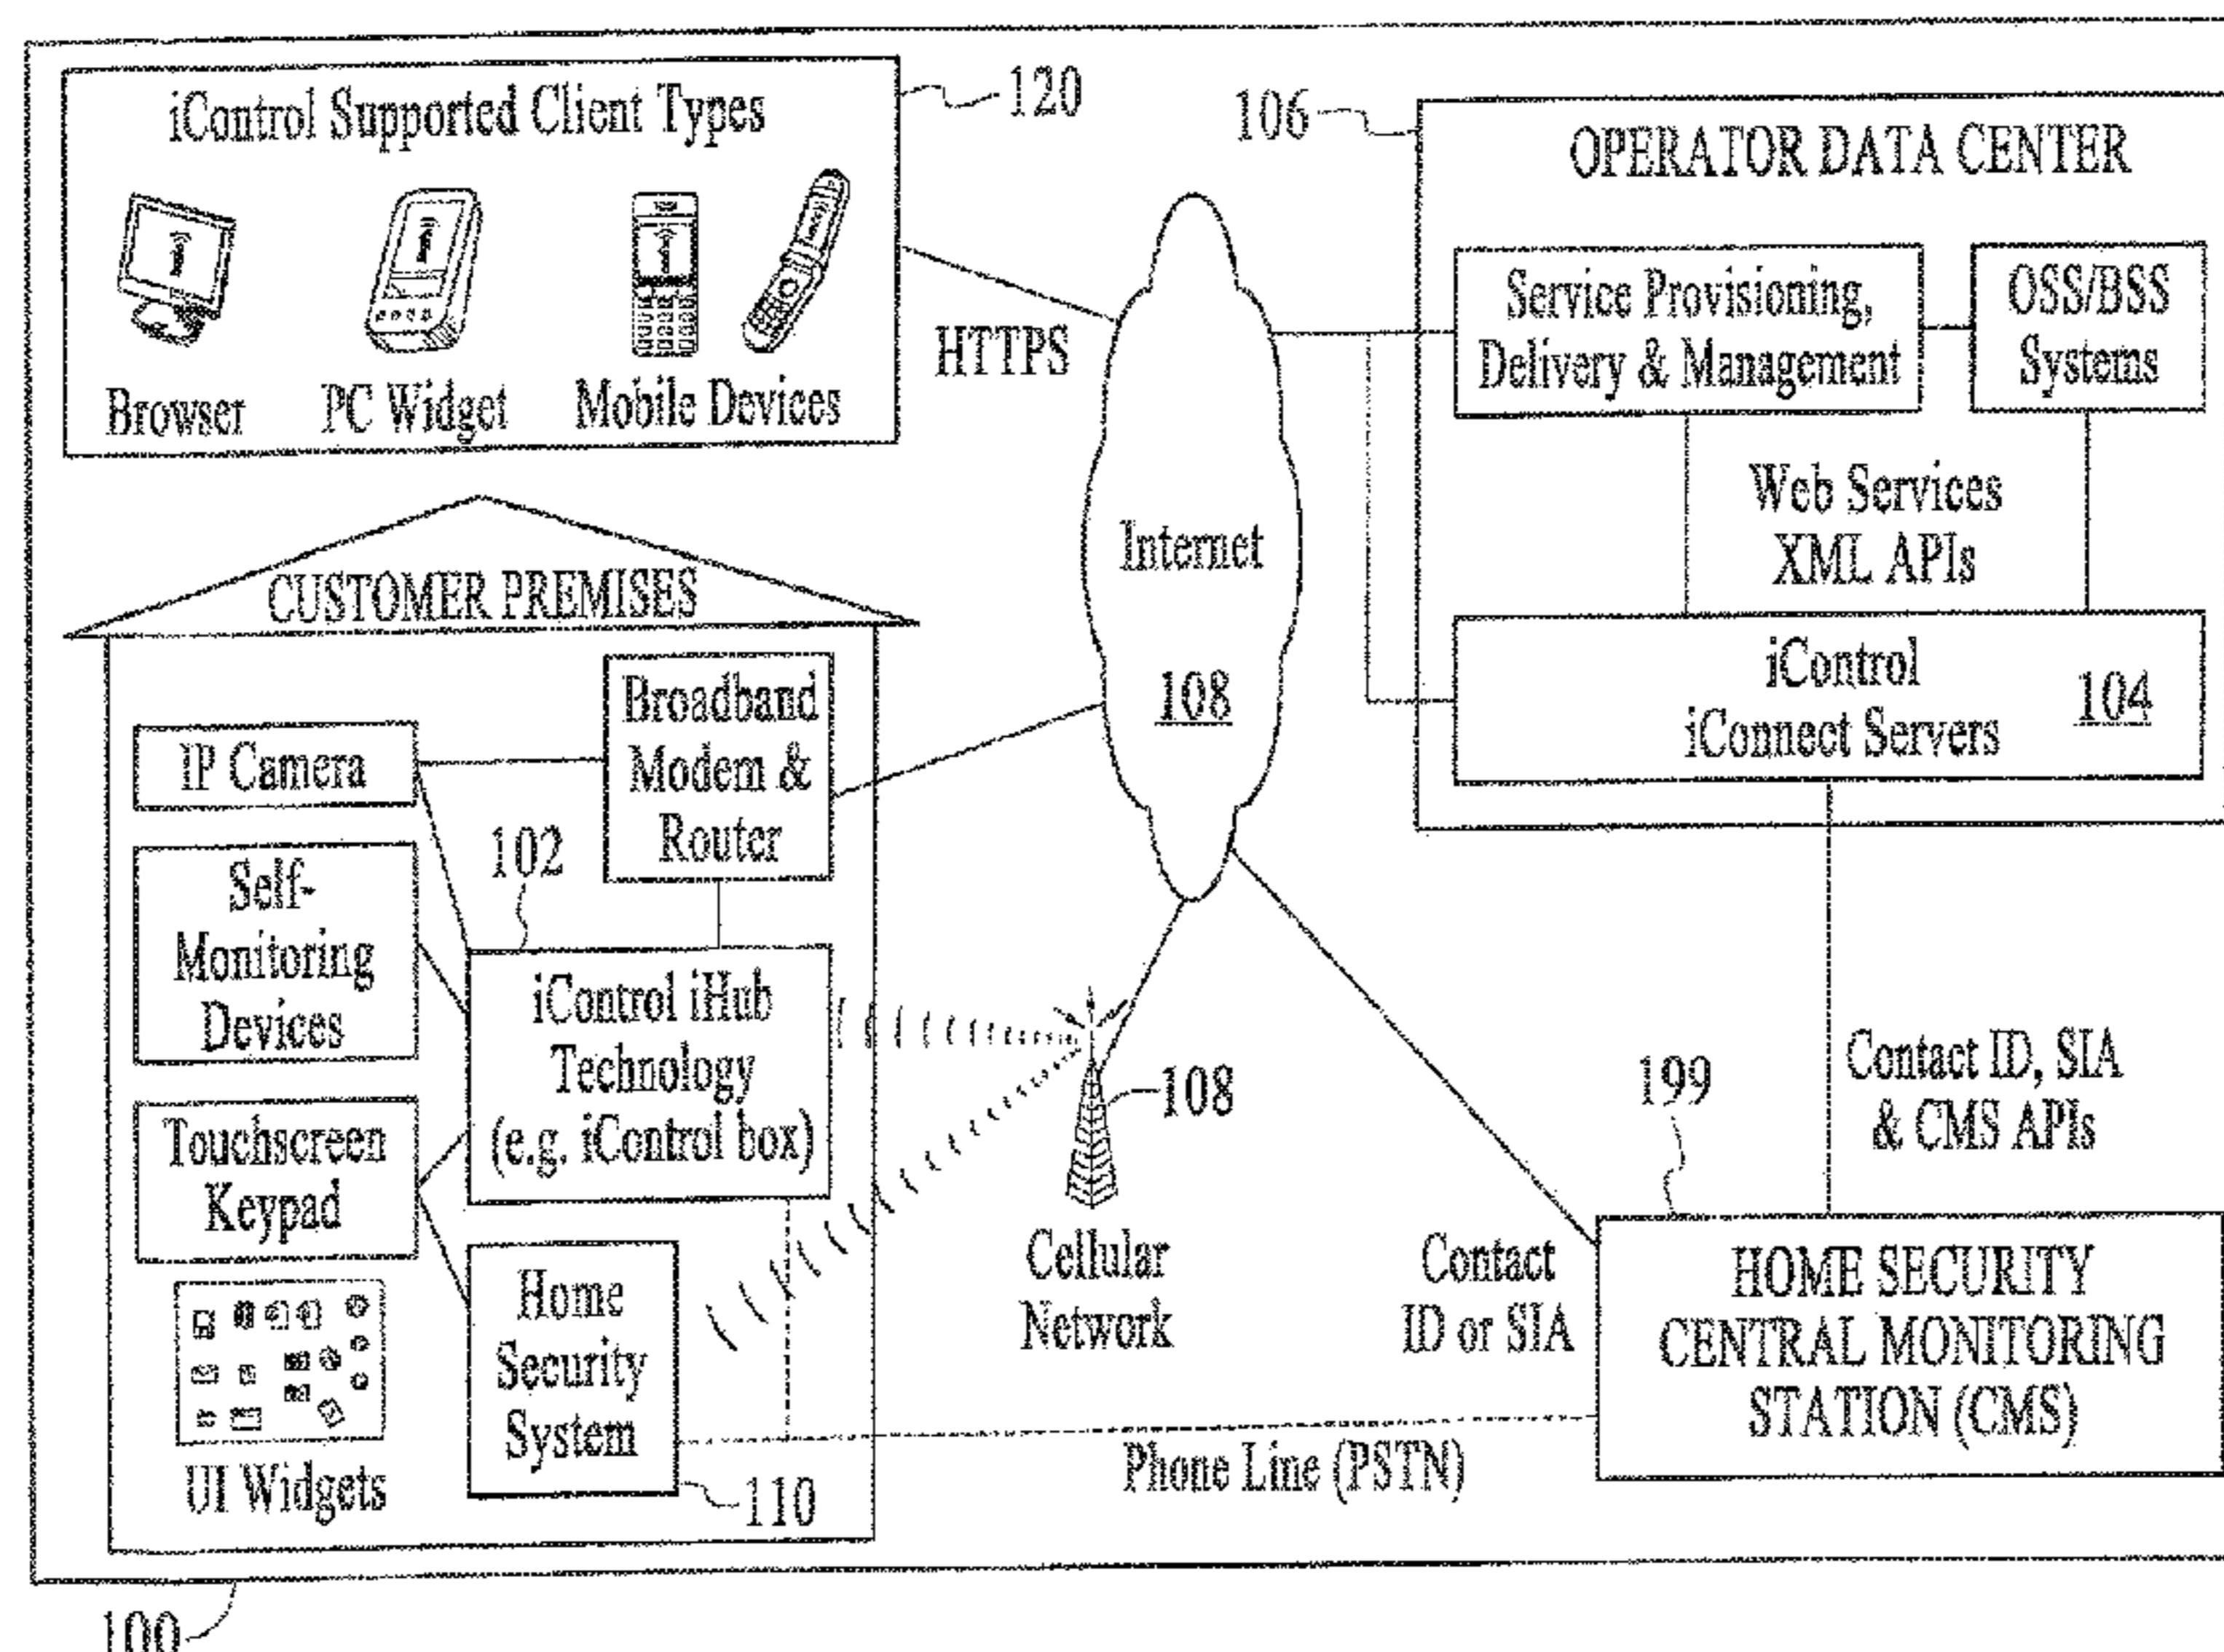 iControl Supported Client Types
120
Browser
PC Widget
Mobile Devices
HTTPS
106
OPERATOR DATA CENTER
Service Provisioning,
Delivery & Management
OSS/BSS
Systems
Web Services
XML APIs
iControl
iConnect Servers
104
Internet
108
CUSTOMER PREMISES
IP Camera
Broadband
Modem &
Router
102
Self-
Monitoring
Devices
iControl iHub
Technology
(e.g. iControl box)
Touchscreen
Keypad
Home
Security
System
110
UI Widgets
108
Cellular
Network
Contact
ID or SIA
Contact ID, SIA
& CMS APIs
199
HOME SECURITY
CENTRAL MONITORING
STATION (CMS)
Phone Line (PSTN)
100